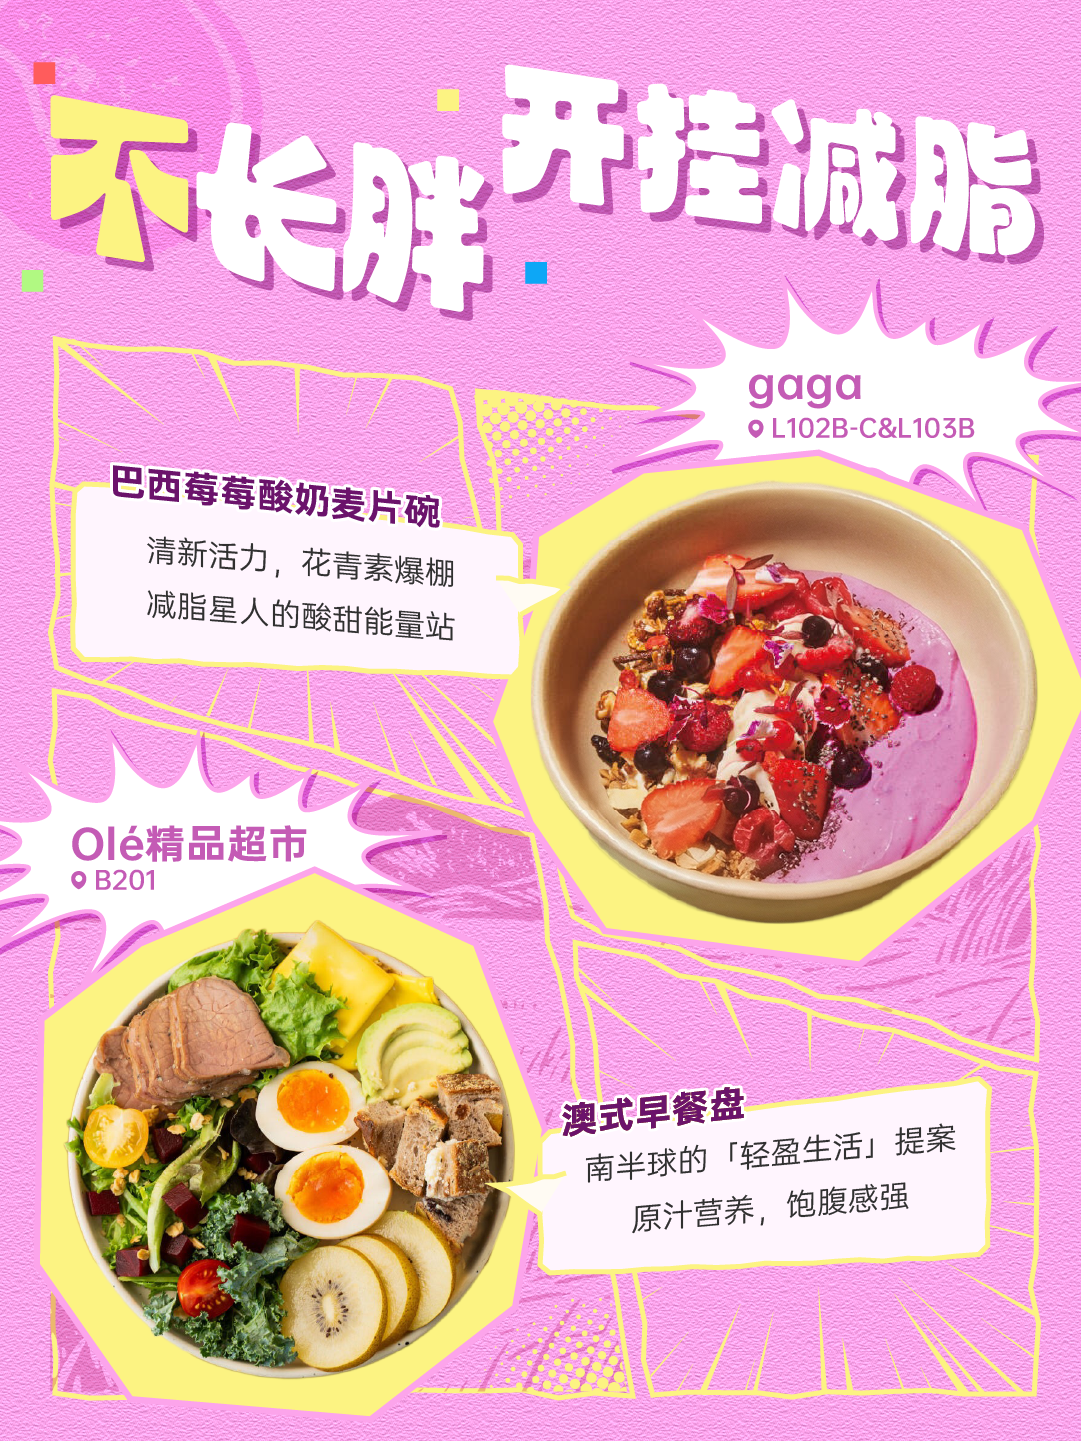 不长胖
开挂减脂
gaga
L102B-C&L103B
巴西莓莓酸奶麦片碗
清新活力，花青素爆棚
减脂星人的酸甜能量站
Olé精品超市
B201
澳式早餐盘
南半球的「轻盈生活」提案
原汁营养，饱腹感强